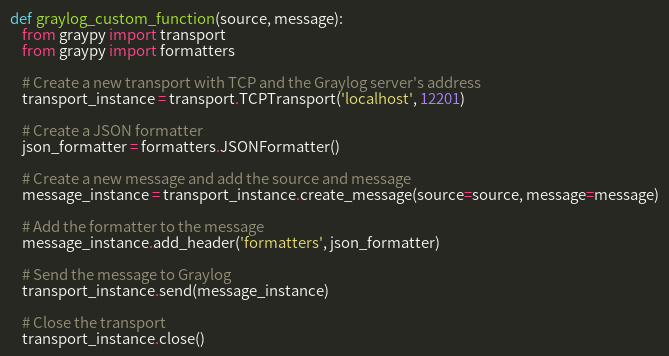 def graylog_custom_function(source, message):
    from graypy import transport
    from graypy import formatters

    # Create a new transport with TCP and the Graylog server's address
    transport_instance = transport.TCPTransport('localhost', 12201)

    # Create a JSON formatter
    json_formatter = formatters.JSONFormatter()

    # Create a new message and add the source and message
    message_instance = transport_instance.create_message(source=source, message=message)

    # Add the formatter to the message
    message_instance.add_header('formatters', json_formatter)

    # Send the message to Graylog
    transport_instance.send(message_instance)

    # Close the transport
    transport_instance.close()